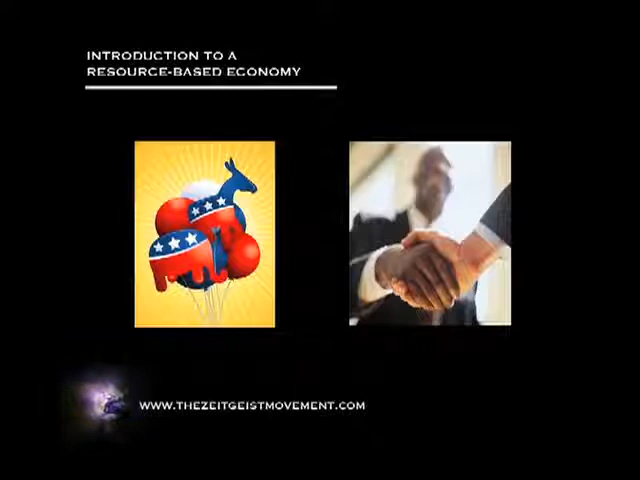 INTRODUCTION TO A
RESOURCE-BASED ECONOMY
WWW.THEZEITGEISTMOVEMENT.COM